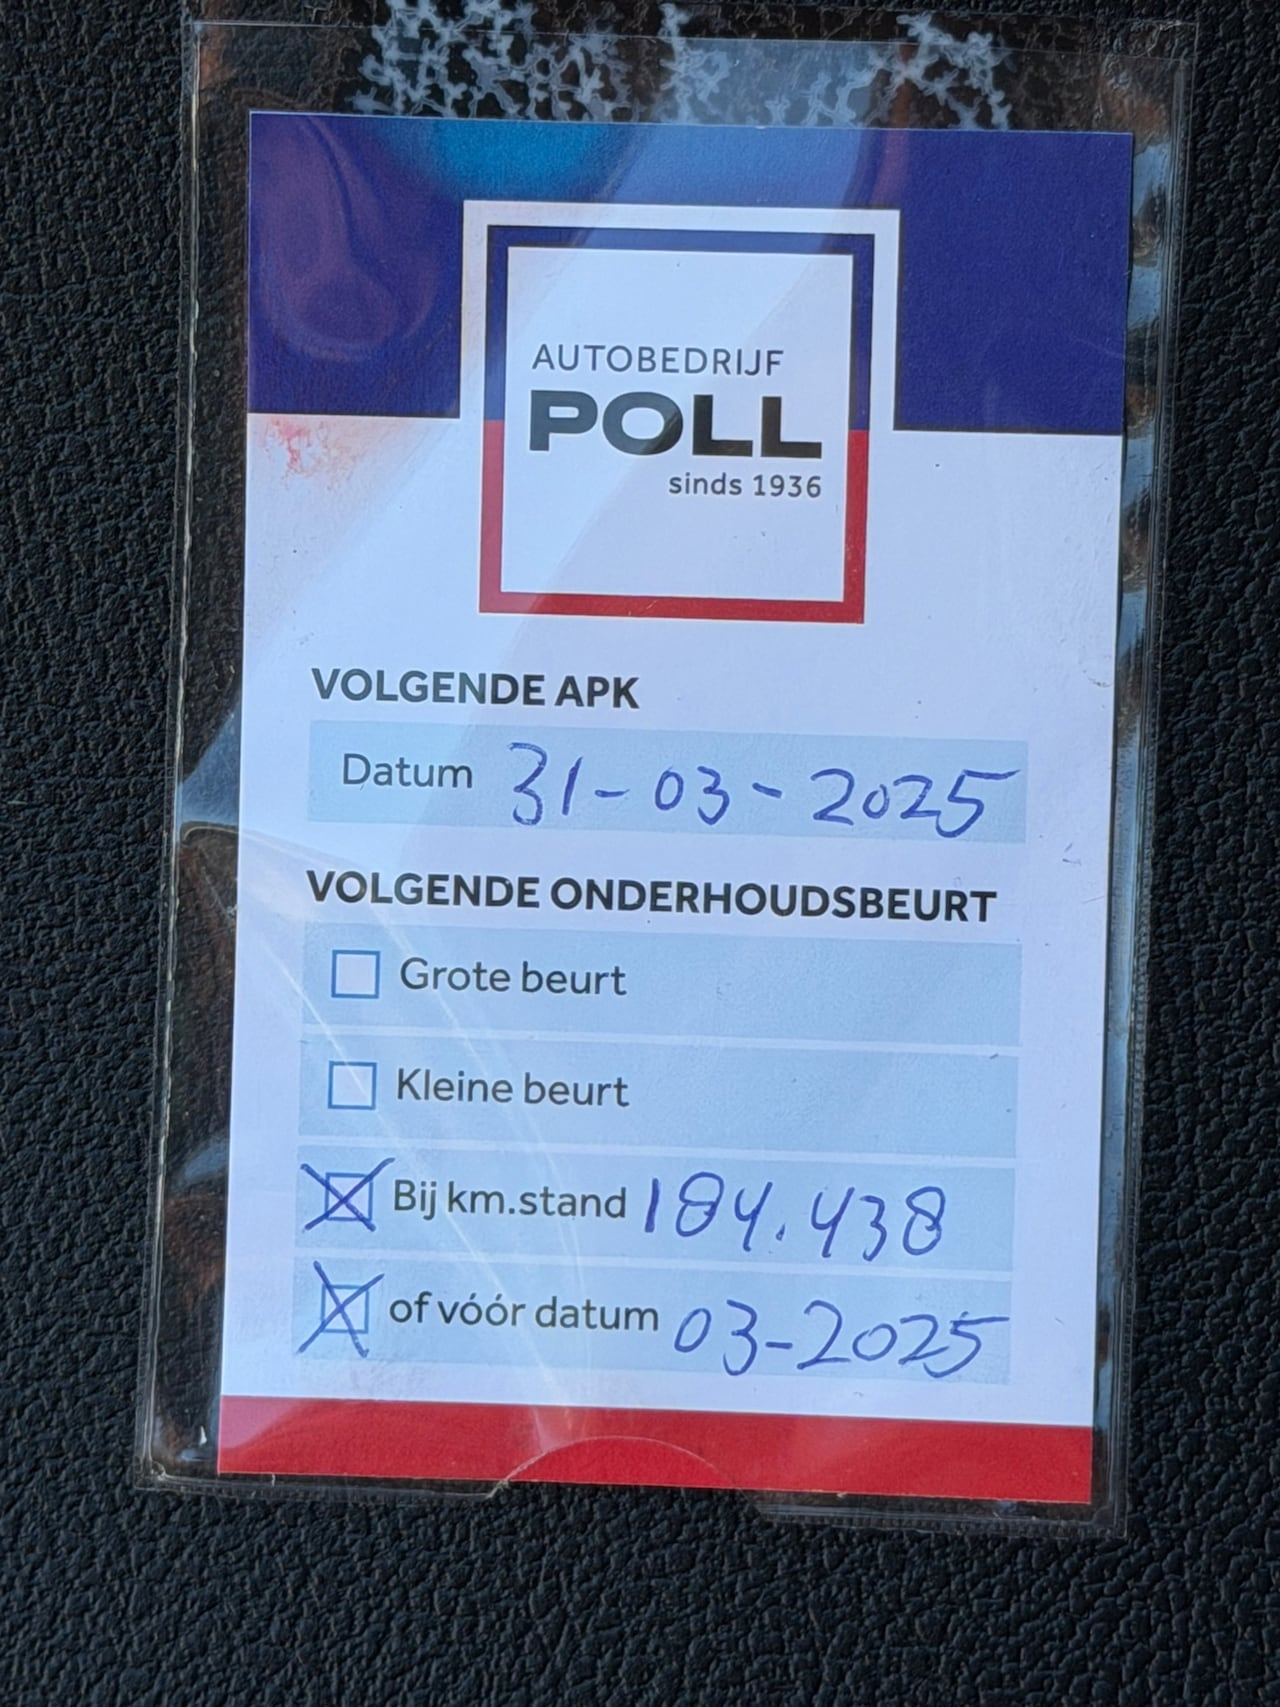 AUTOBEDRIJF
POLL
sinds 1936
VOLGENDE APK
Datum 31-03-2025
VOLGENDE ONDERHOUDSBEURT
Grote beurt
Kleine beurt
Bij km.stand 184.438
of vóór datum 03-2025